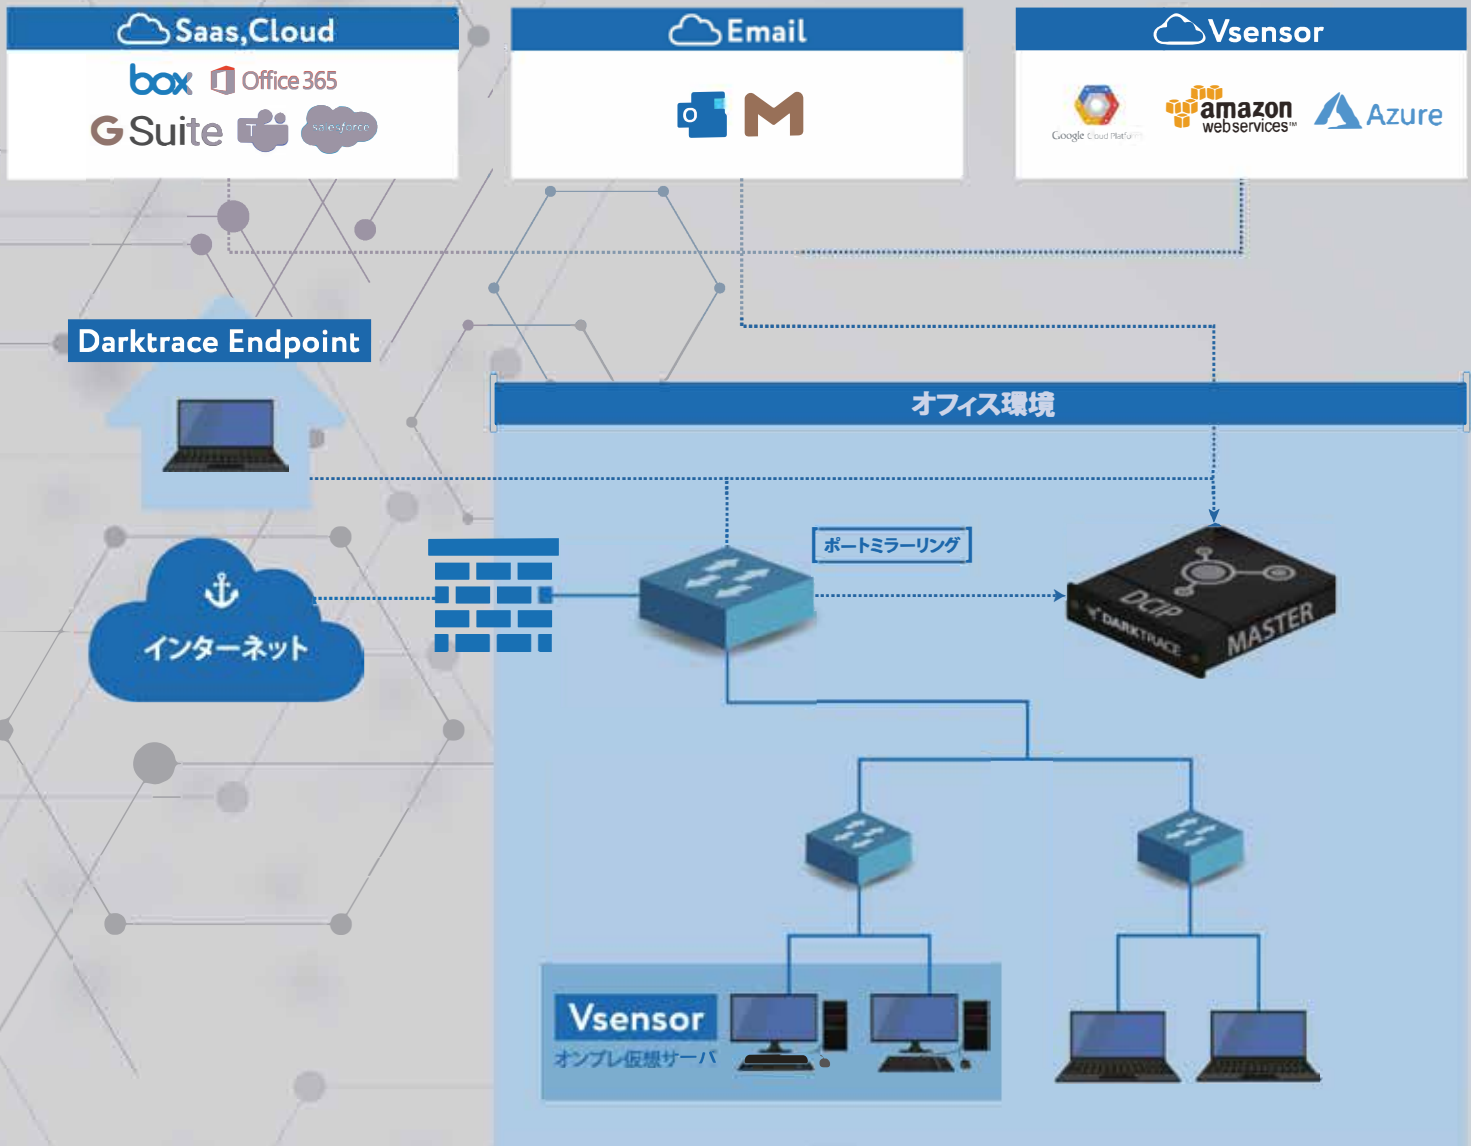 Saas,Cloud
box
Office 365
G Suite
T
salesforce
Email
O
Vsensor
Google Cloud Platform
amazon
webservices™
Azure
Darktrace Endpoint
オフィス環境
ポートミラーリング
インターネット
DCIP
DARKTRACE
MASTER
Vsensor
オンプレ仮想サーバ